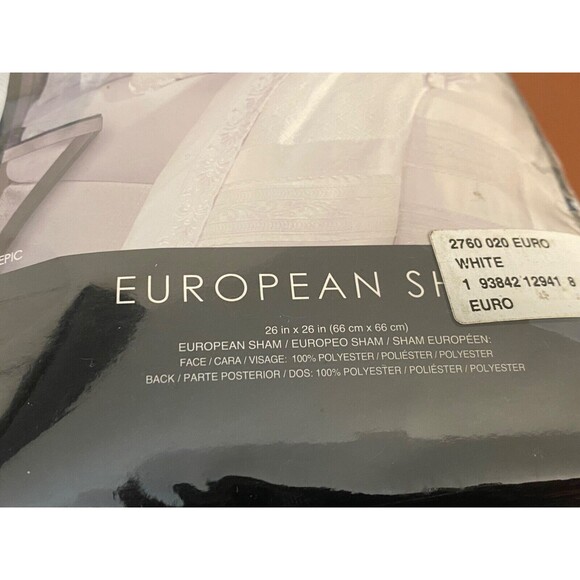 EPIC
2760 020 EURO
WHITE
1 93842 12941 8
EURO
EUROPEAN SH
26 in x 26 in (66 cm x 66 cm)
EUROPEAN SHAM / EUROPEO SHAM / SHAM EUROPÉEN:
FACE / CARA / VISAGE: 100% POLYESTER / POLIÉSTER / POLYESTER
BACK / PARTE POSTERIOR / DOS: 100% POLYESTER / POLIÉSTER / POLYESTER